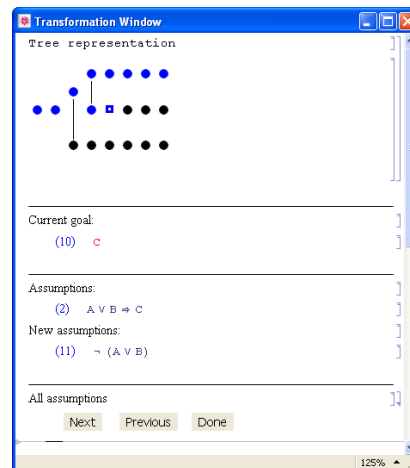 Transformation Window
Tree representation
Current goal:
(10) C
Assumptions:
(2) A ∨ B ⇒ C
New assumptions:
(11) ¬ (A ∨ B)
All assumptions
Next Previous Done
125%